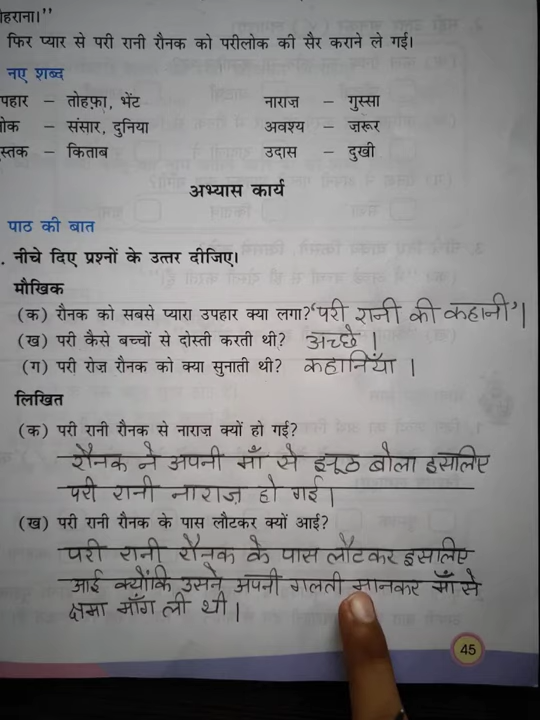 हराना।''
फिर प्यार से परी रानी रौनक को परीलोक की सैर कराने ले गई।
नए शब्द
पहार – तोहफ़ा, भेंट नाराज़ – गुस्सा
लोक – संसार, दुनिया अवश्य – ज़रूर
स्तक – किताब उदास – दुखी
अभ्यास कार्य
पाठ की बात
. नीचे दिए प्रश्नों के उत्तर दीजिए।
मौखिक
(क) रौनक को सबसे प्यारा उपहार क्या लगा? 'परी रानी की कहानी'।
(ख) परी कैसे बच्चों से दोस्ती करती थी? अच्छे।
(ग) परी रोज़ रौनक को क्या सुनाती थी? कहानियाँ।
लिखित
(क) परी रानी रौनक से नाराज़ क्यों हो गई?
रौनक ने अपनी माँ से झूठ बोला इसलिए
परी रानी नाराज़ हो गई।
(ख) परी रानी रौनक के पास लौटकर क्यों आई?
परी रानी रौनक के पास लौटकर इसलिए
आई क्योंकि उसने अपनी गलती मानकर माँ से
क्षमा माँग ली थी।
45